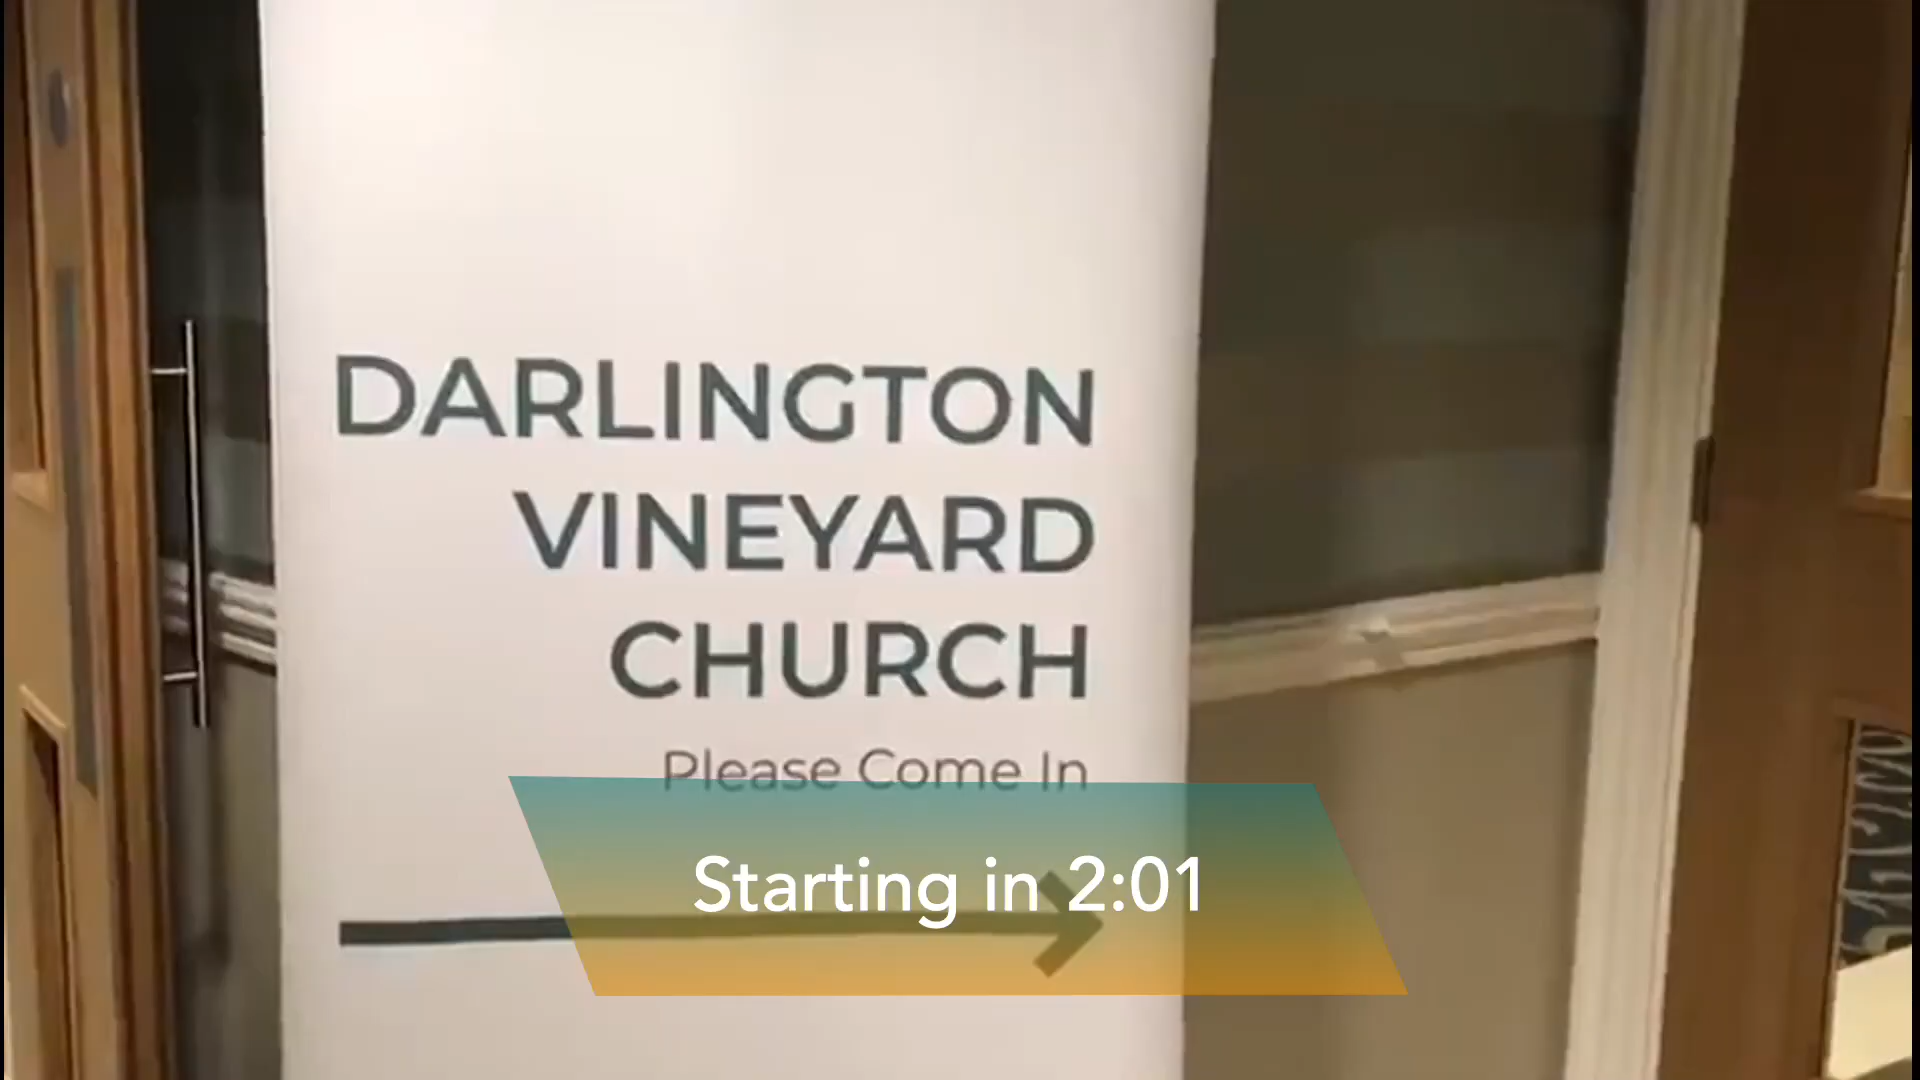 DARLINGTON
VINEYARD
CHURCH
Please Come In
Starting in 2:01